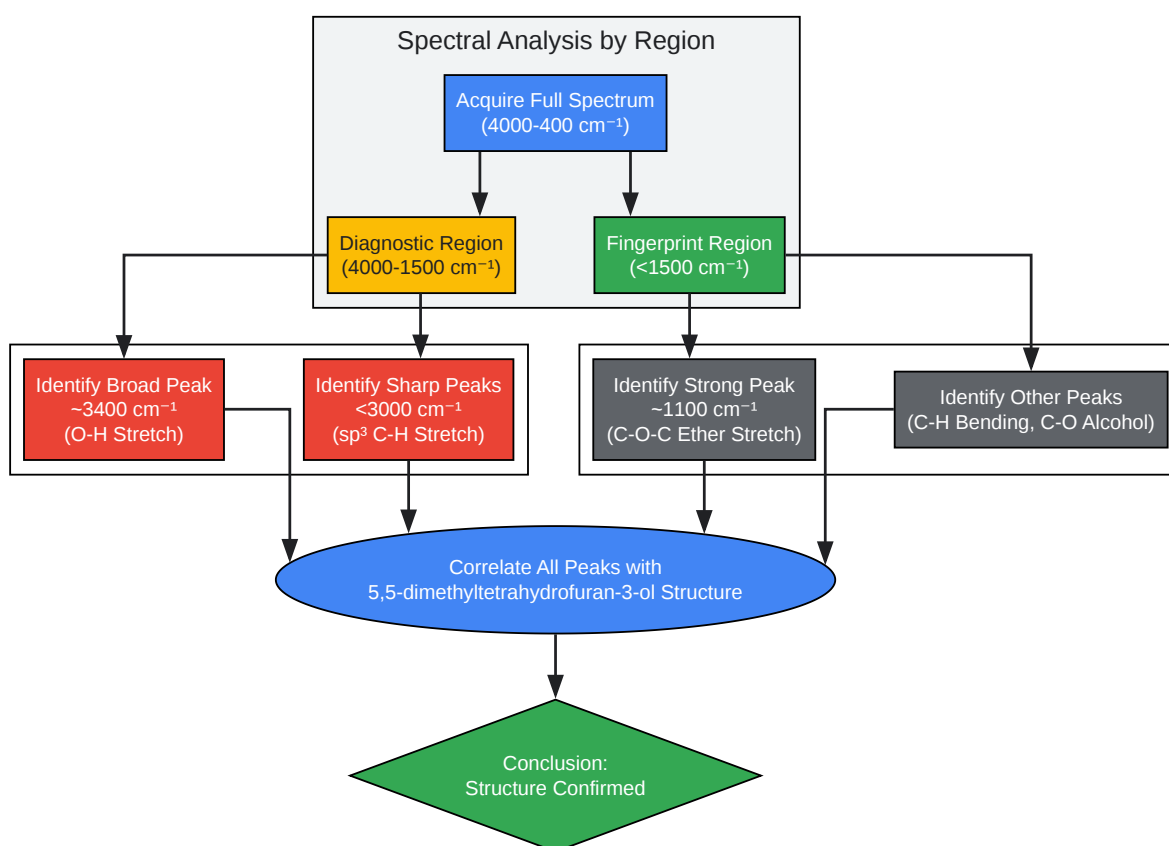 Spectral Analysis by Region
Acquire Full Spectrum
(4000-400 cm⁻¹)
Diagnostic Region
(4000-1500 cm⁻¹)
Fingerprint Region
(<1500 cm⁻¹)
Identify Broad Peak
~3400 cm⁻¹
(O-H Stretch)
Identify Sharp Peaks
<3000 cm⁻¹
(sp³ C-H Stretch)
Identify Strong Peak
~1100 cm⁻¹
(C-O-C Ether Stretch)
Identify Other Peaks
(C-H Bending, C-O Alcohol)
Correlate All Peaks with
5,5-dimethyltetrahydrofuran-3-ol Structure
Conclusion:
Structure Confirmed